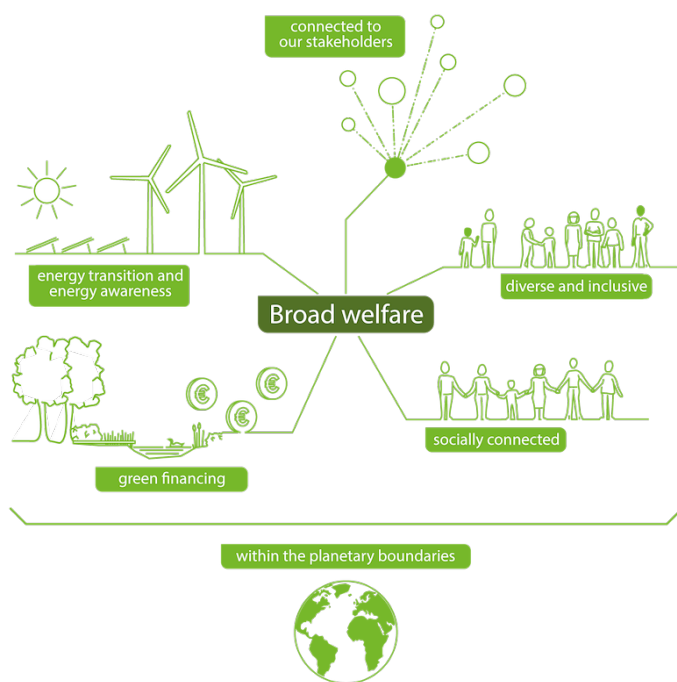 connected to
our stakeholders
energy transition and
energy awareness
diverse and inclusive
Broad welfare
€
€
€
socially connected
green financing
within the planetary boundaries